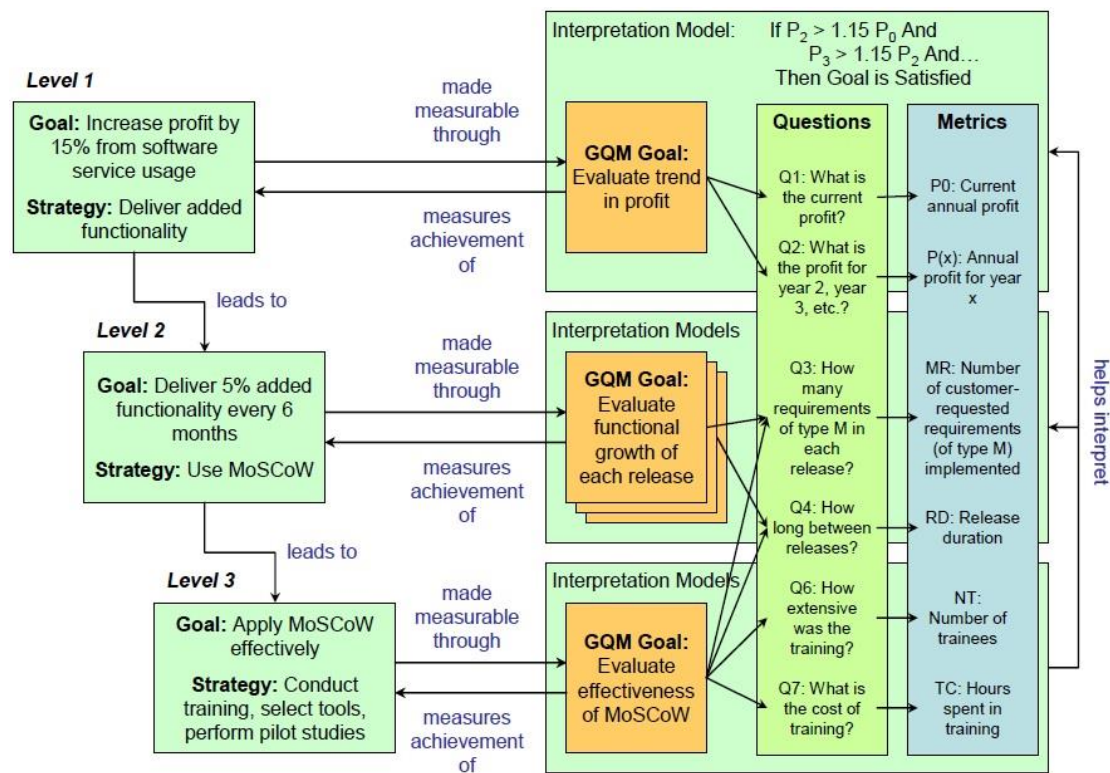 Interpretation Model: If P2 > 1.15 P0 And
P3 > 1.15 P2 And…
Then Goal is Satisfied
Level 1
Goal: Increase profit by
15% from software
service usage
Strategy: Deliver added
functionality
made
measurable
through
measures
achievement
of
GQM Goal:
Evaluate trend
in profit
Questions
Q1: What is
the current
profit?
Q2: What is
the profit for
year 2, year
3, etc.?
Metrics
P0: Current
annual profit
P(x): Annual
profit for year
x
leads to
Level 2
Goal: Deliver 5% added
functionality every 6
months
Strategy: Use MoSCoW
made
measurable
through
measures
achievement
of
Interpretation Models
GQM Goal:
Evaluate
functional
growth of
each release
Q3: How
many
requirements
of type M in
each
release?
Q4: How
long between
releases?
MR: Number
of customer-
requested
requirements
(of type M)
implemented
RD: Release
duration
helps interpret
leads to
Level 3
Goal: Apply MoSCoW
effectively
Strategy: Conduct
training, select tools,
perform pilot studies
made
measurable
through
measures
achievement
of
Interpretation Models
GQM Goal:
Evaluate
effectiveness
of MoSCoW
Q6: How
extensive
was the
training?
Q7: What is
the cost of
training?
NT:
Number of
trainees
TC: Hours
spent in
training